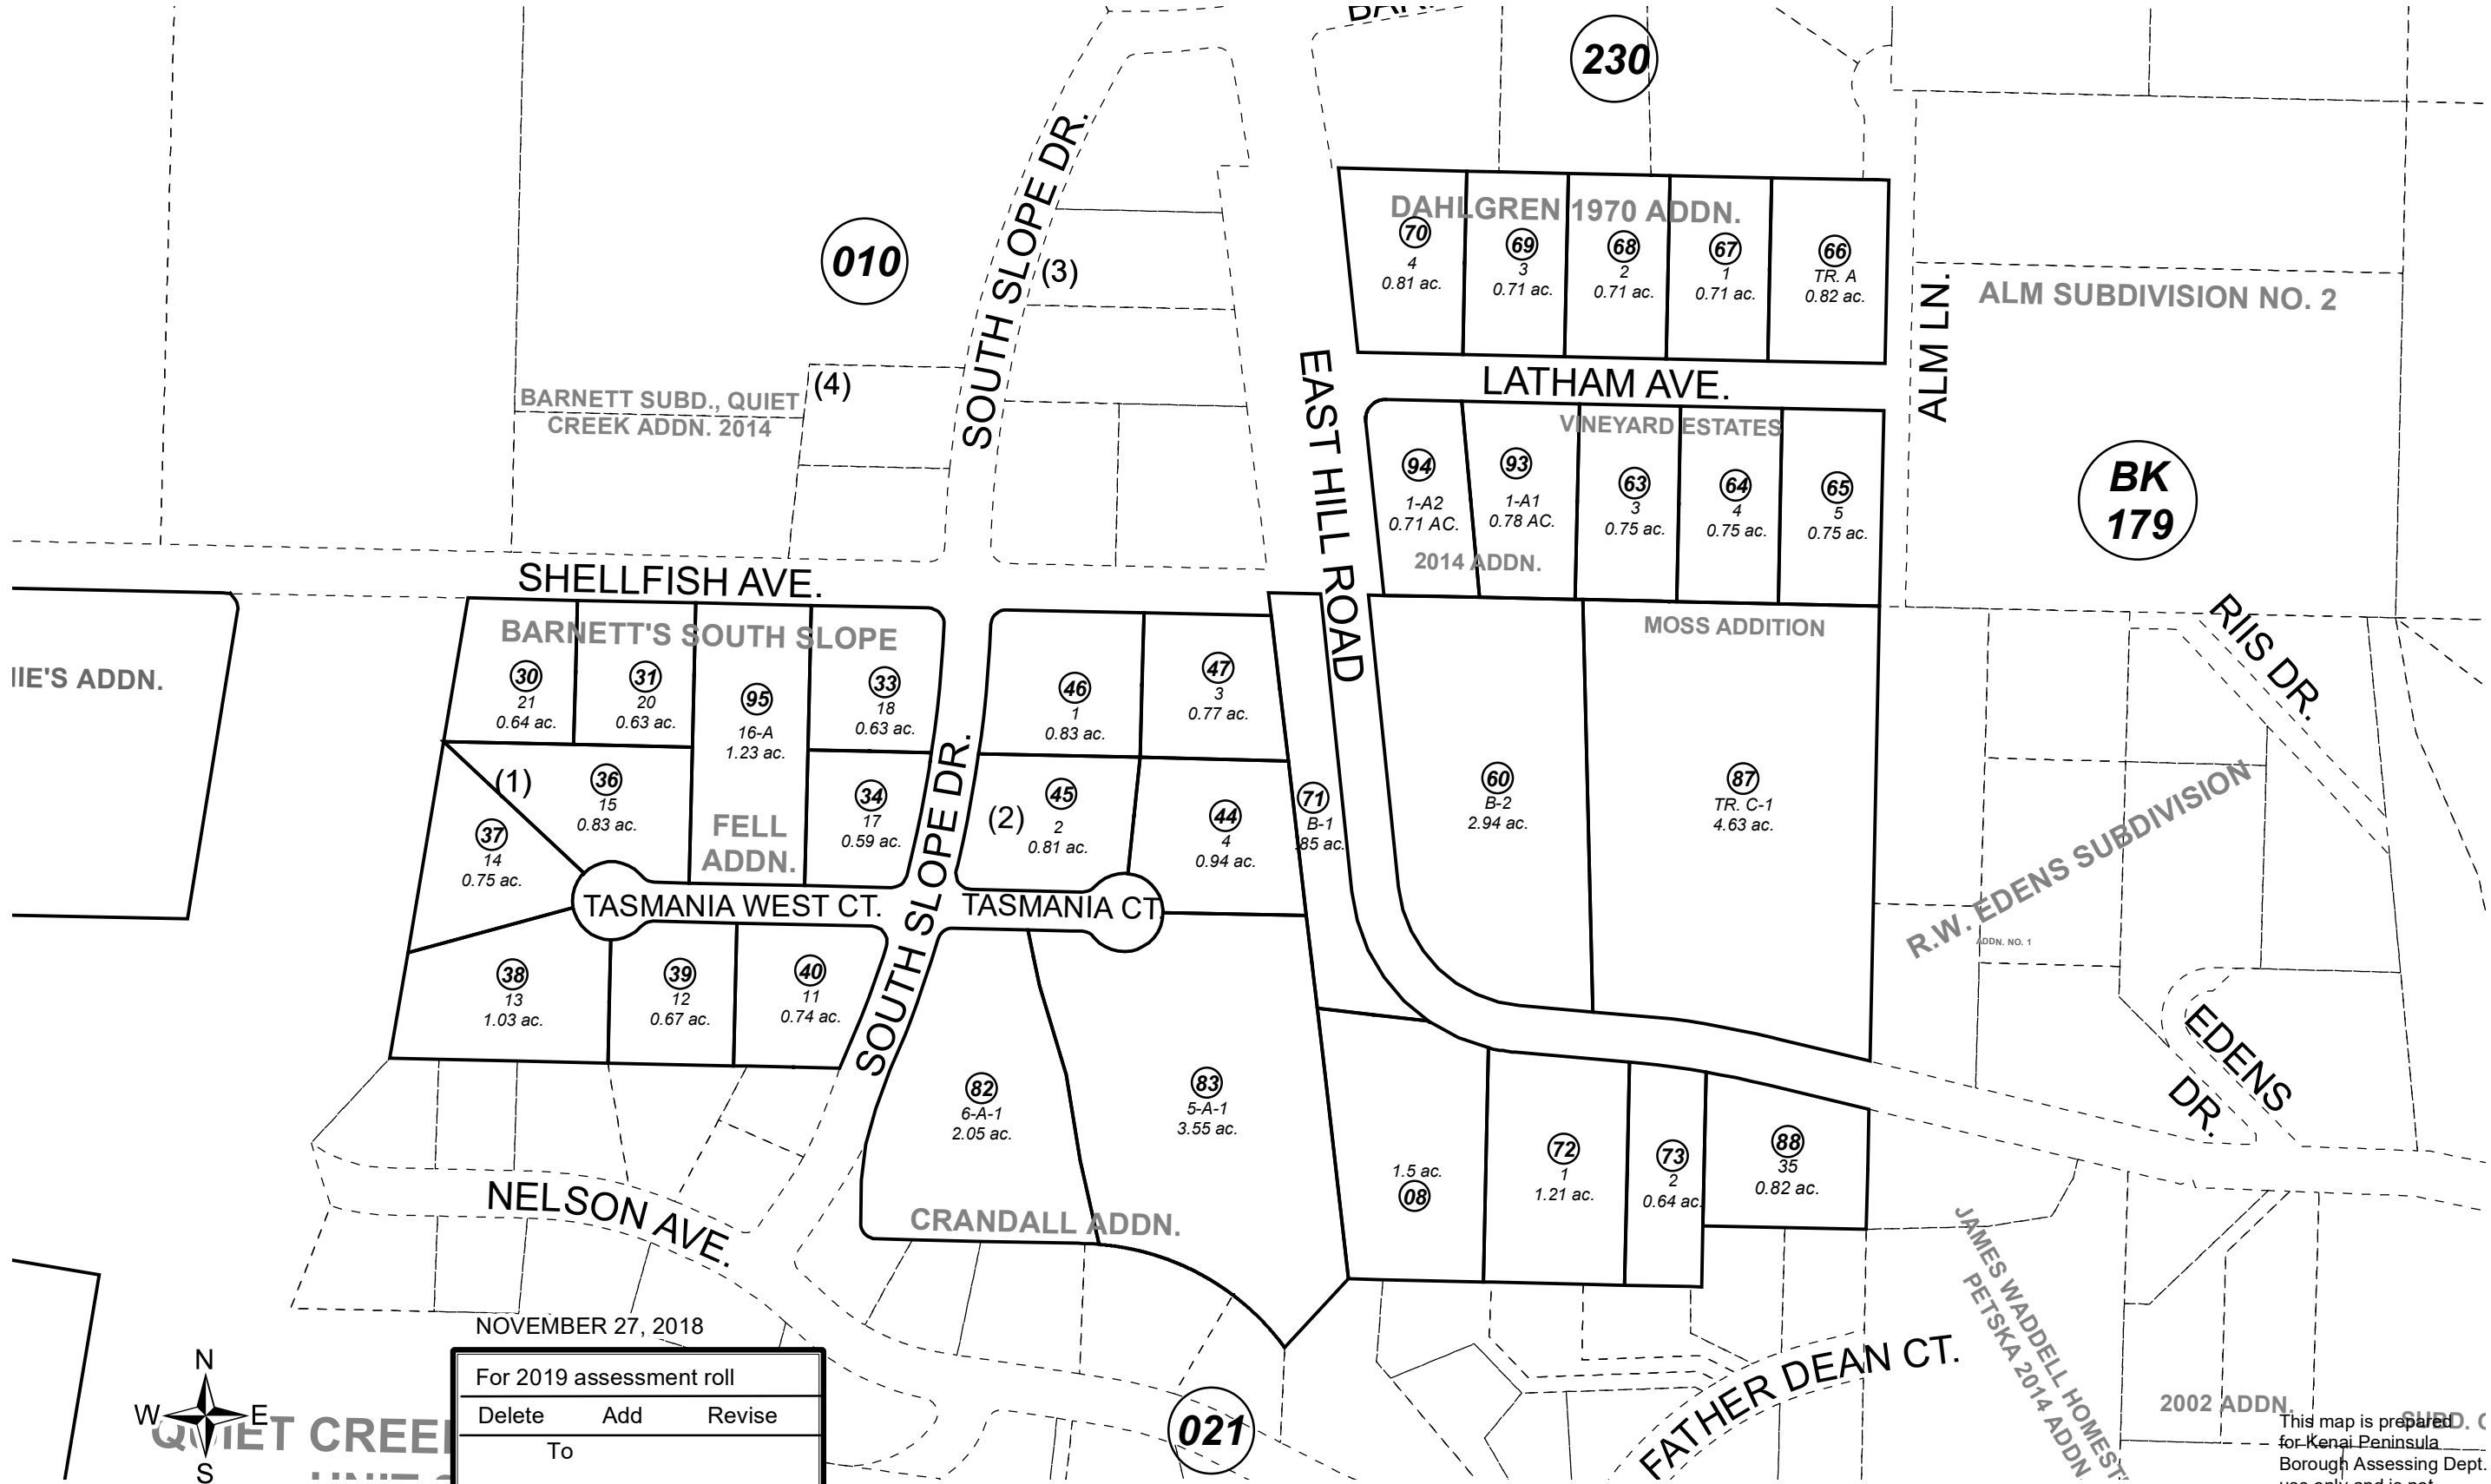 230
SOUTH SLOPE DR.
DAHLGREN 1970 ADDN.
70
4
0.81 ac.
69
3
0.71 ac.
68
2
0.71 ac.
67
1
0.71 ac.
66
TR. A
0.82 ac.
010
(3)
ALM LN.
ALM SUBDIVISION NO. 2
EAST HILL ROAD
LATHAM AVE.
(4)
BARNETT SUBD., QUIET
CREEK ADDN. 2014
VINEYARD ESTATES
94
1-A2
0.71 AC.
93
1-A1
0.78 AC.
63
3
0.75 ac.
64
4
0.75 ac.
65
5
0.75 ac.
2014 ADDN.
BK
179
SHELLFISH AVE.
BARNETT'S SOUTH SLOPE
MOSS ADDITION
RIIS DR.
IIE'S ADDN.
30
21
0.64 ac.
31
20
0.63 ac.
95
16-A
1.23 ac.
33
18
0.63 ac.
46
1
0.83 ac.
47
3
0.77 ac.
(1)
36
15
0.83 ac.
FELL
ADDN.
34
17
0.59 ac.
SOUTH SLOPE DR.
(2)
45
2
0.81 ac.
44
4
0.94 ac.
71
B-1
.85 ac.
60
B-2
2.94 ac.
87
TR. C-1
4.63 ac.
R.W. EDENS SUBDIVISION
ADDN. NO. 1
37
14
0.75 ac.
TASMANIA WEST CT.
TASMANIA CT.
38
13
1.03 ac.
39
12
0.67 ac.
40
11
0.74 ac.
SOUTH SLOPE DR.
82
6-A-1
2.05 ac.
83
5-A-1
3.55 ac.
EDENS
DR.
1.5 ac.
08
72
1
1.21 ac.
73
2
0.64 ac.
88
35
0.82 ac.
NELSON AVE.
CRANDALL ADDN.
JAMES WADDELL HOMEST
PETSKA 2014 ADDN
NOVEMBER 27, 2018
For 2019 assessment roll
Delete Add Revise
To
N
W E
S
QUIET CREE
021
FATHER DEAN CT.
2002 ADDN.
SUBD.
This map is prepared
for Kenai Peninsula
Borough Assessing Dept.
use only and is not